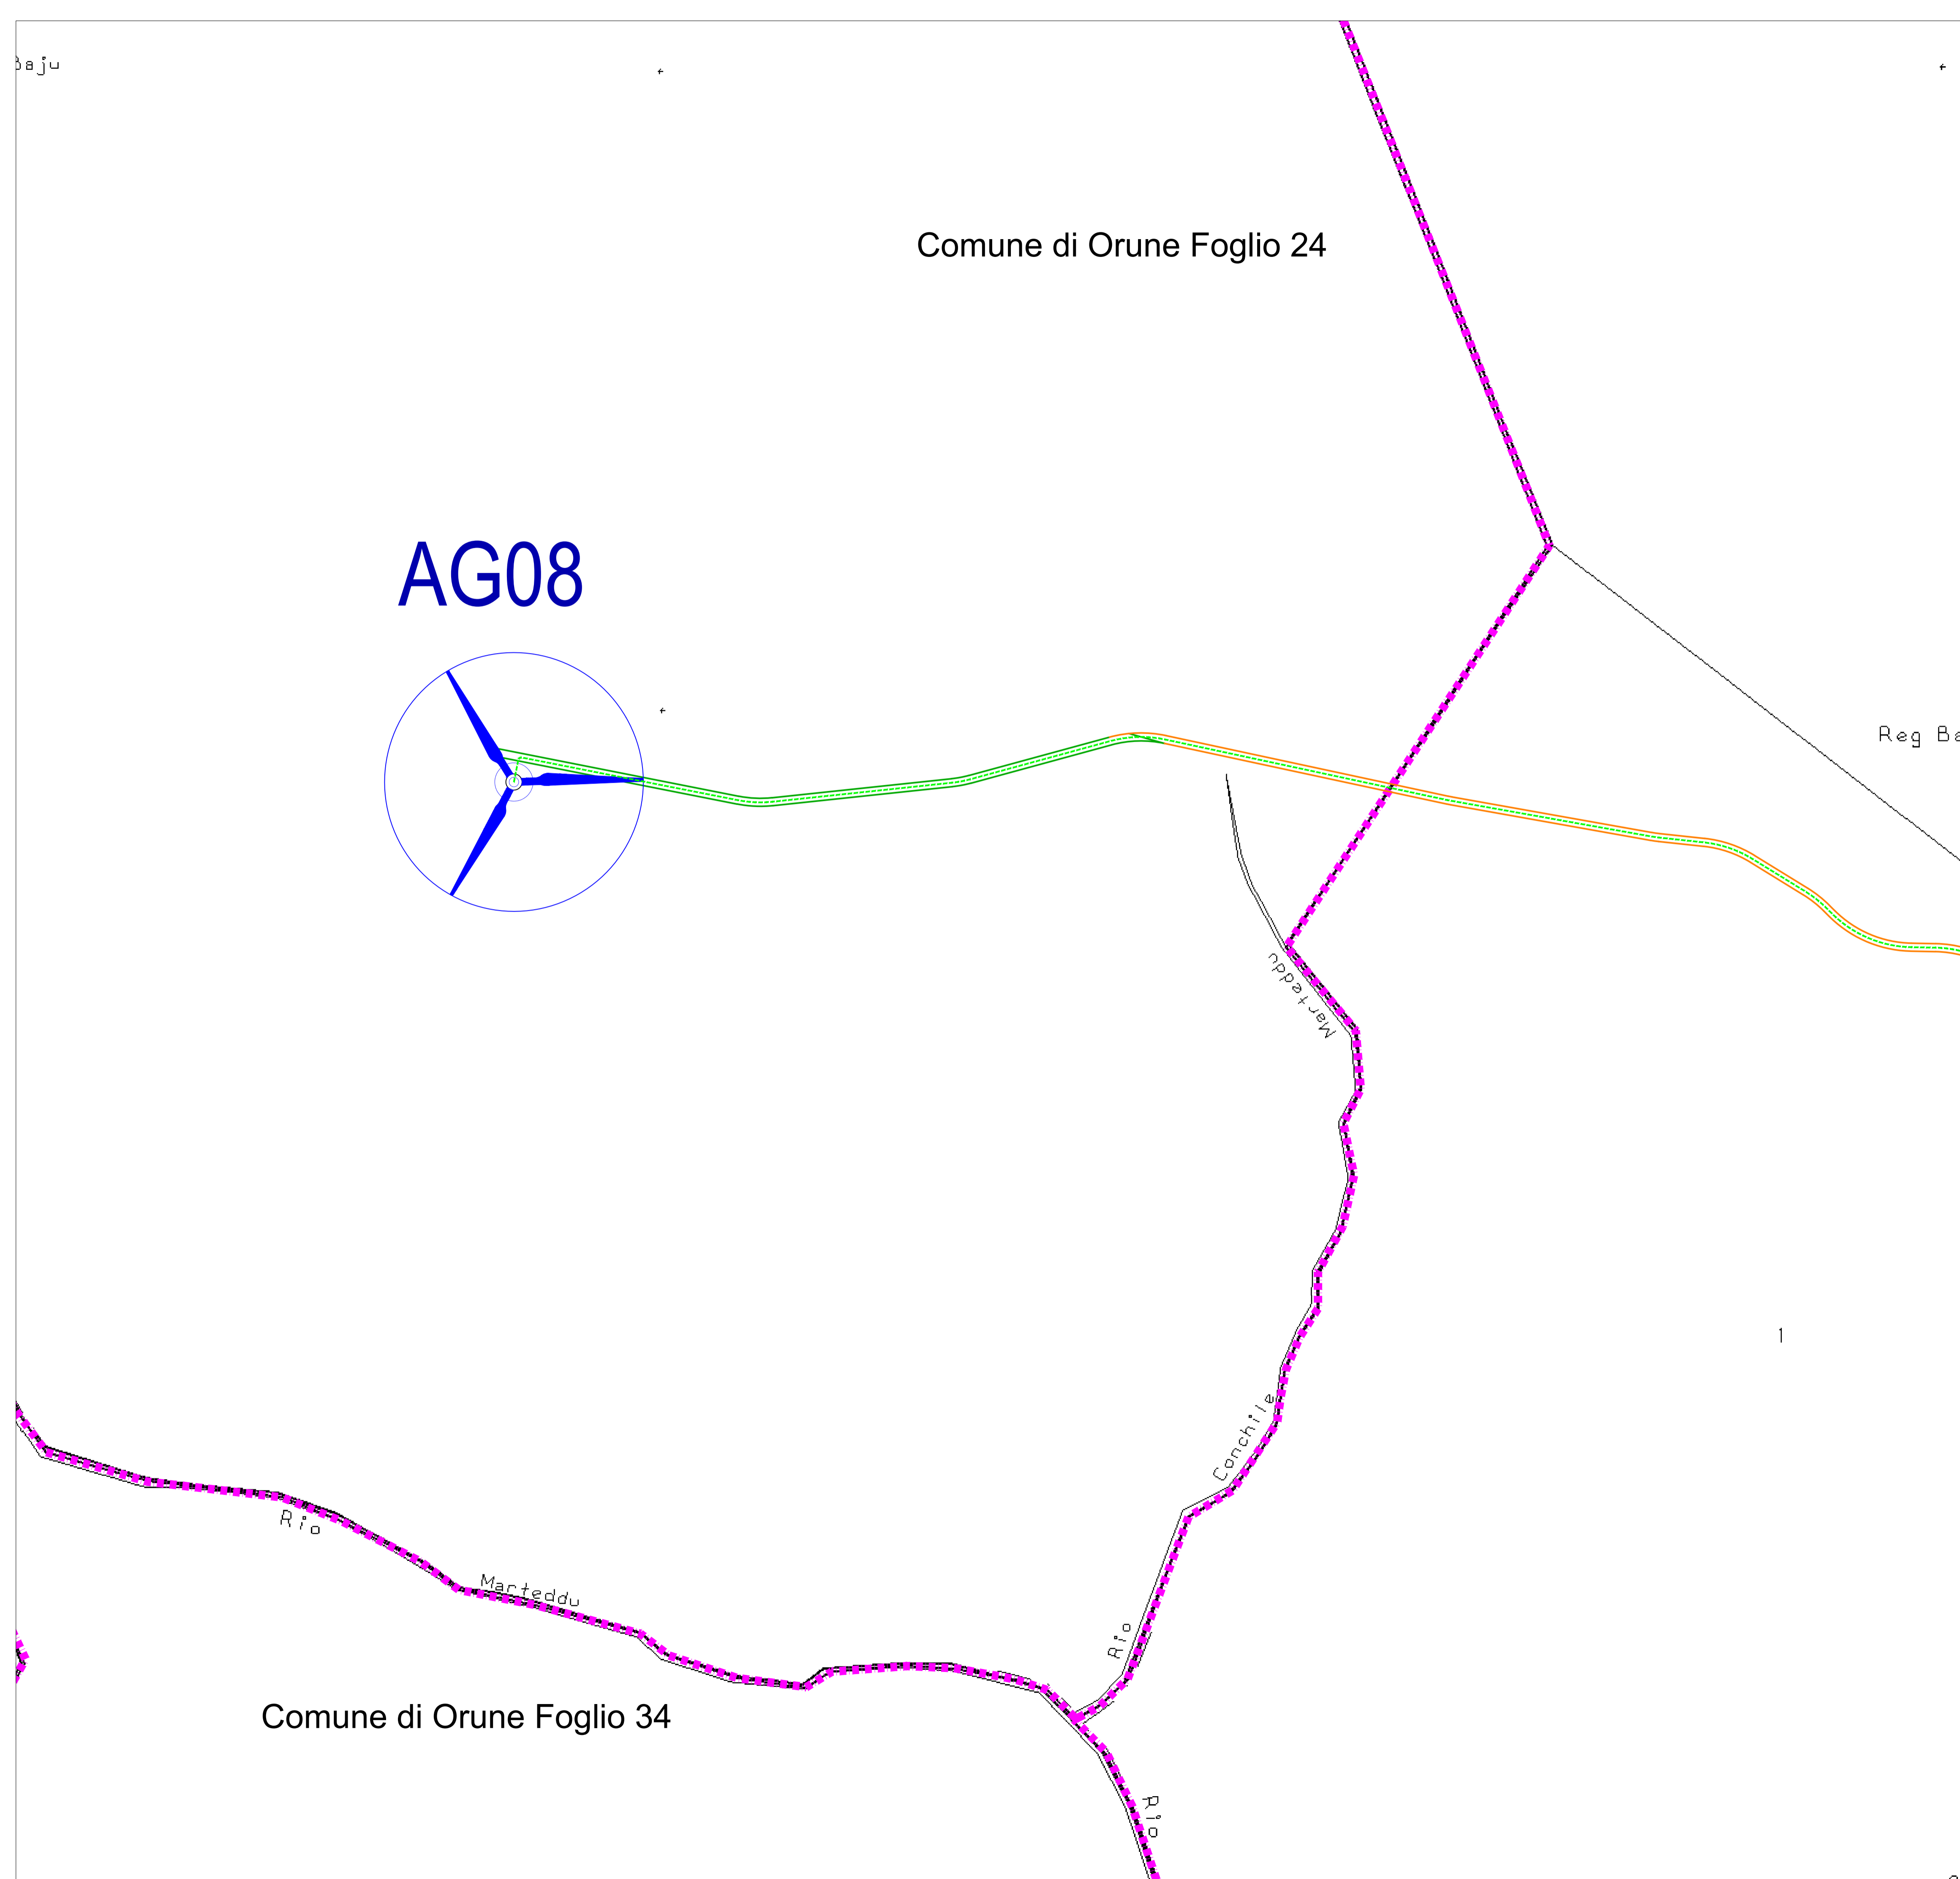 Baju
Comune di Orune Foglio 24
AG08
Reg Ba
Marteddu
1
Conchile
Rio
Marteddu
Rio
Comune di Orune Foglio 34
Rio